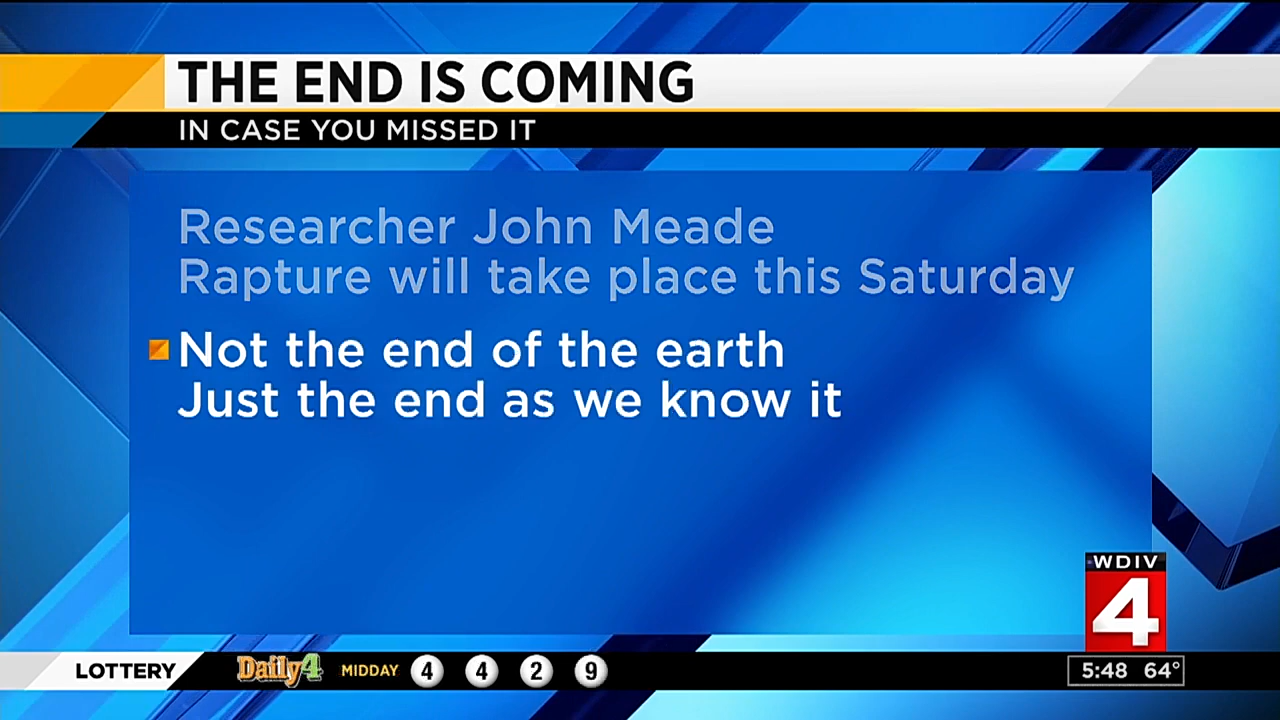 THE END IS COMING
IN CASE YOU MISSED IT
Researcher John Meade
Rapture will take place this Saturday
Not the end of the earth
Just the end as we know it
WDIV
4
LOTTERY Daily 4 MIDDAY 4 4 2 9
5:48 64°